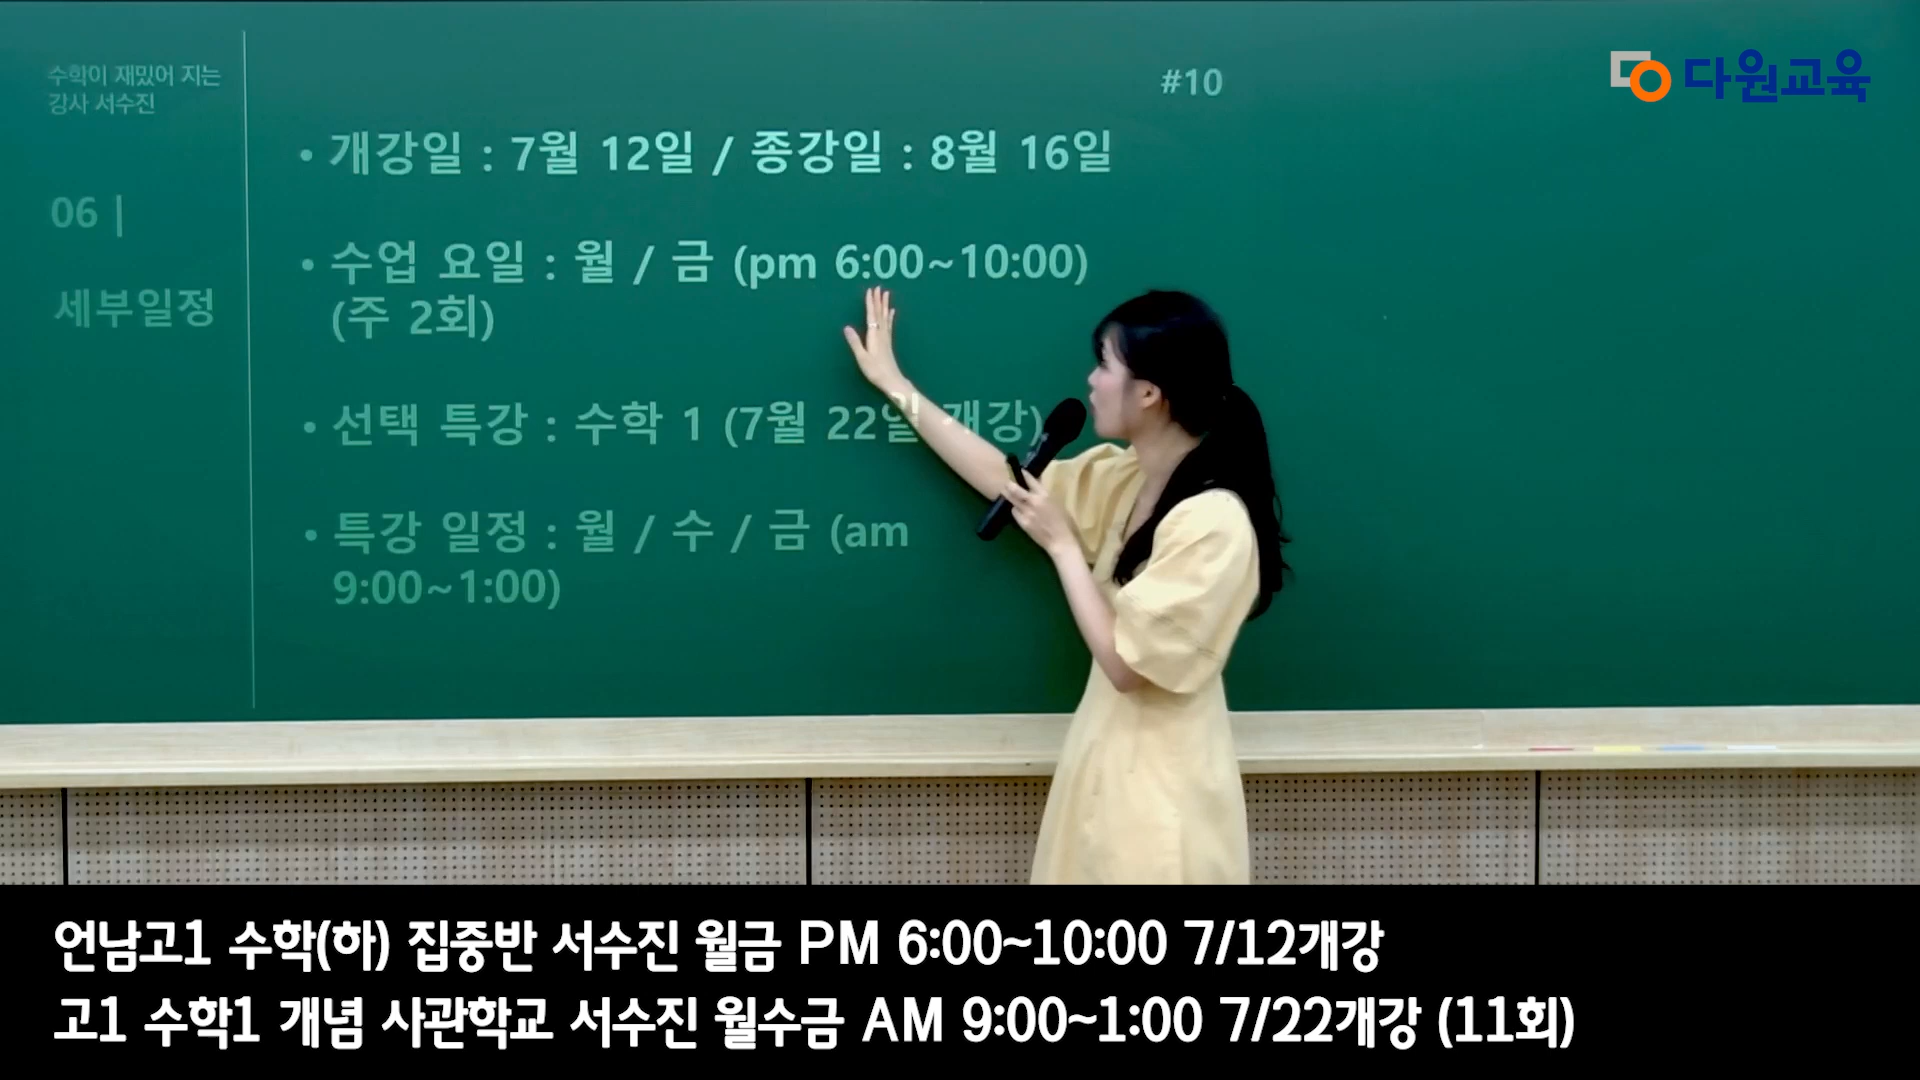 수학이 재밌어 지는
강사 서수진
06 |
세부일정
#10
다원교육
• 개강일 : 7월 12일 / 종강일 : 8월 16일
• 수업 요일 : 월 / 금 (pm 6:00~10:00)
(주 2회)
• 선택 특강 : 수학 1 (7월 22일 개강)
• 특강 일정 : 월 / 수 / 금 (am
9:00~1:00)
언남고1 수학(하) 집중반 서수진 월금 PM 6:00~10:00 7/12개강
고1 수학1 개념 사관학교 서수진 월수금 AM 9:00~1:00 7/22개강 (11회)